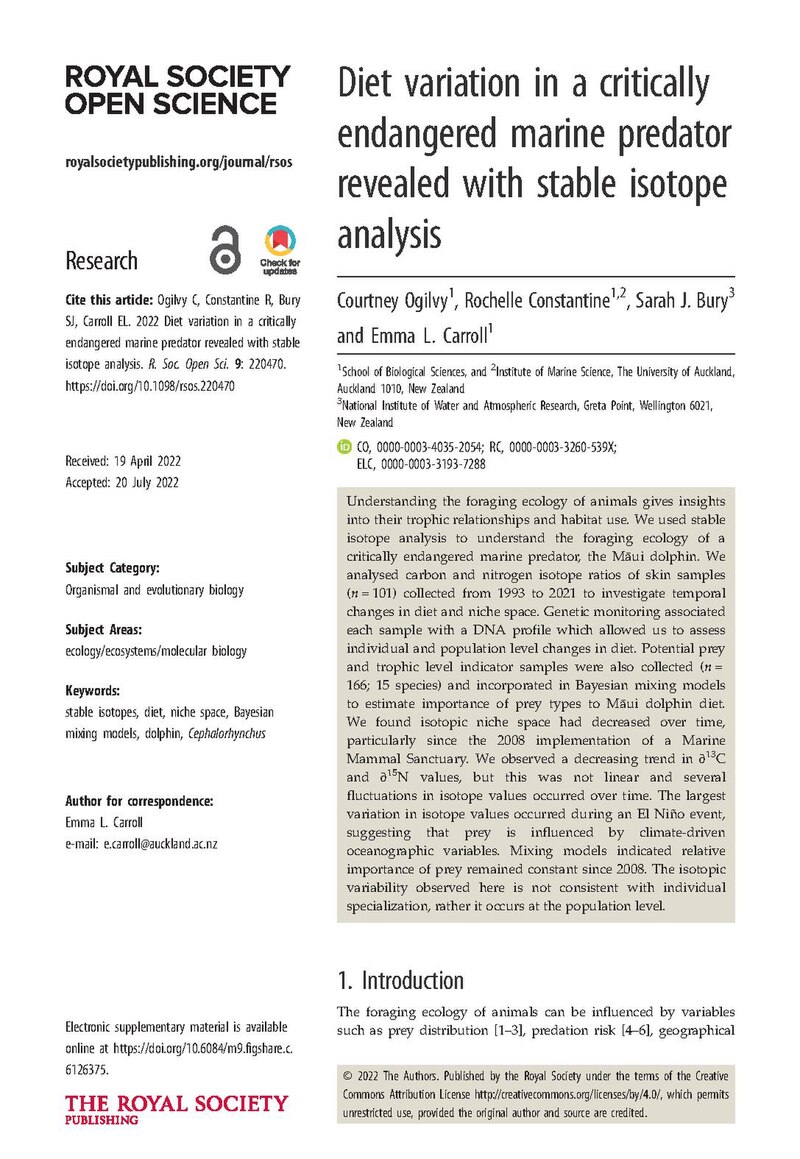 ROYAL SOCIETY
OPEN SCIENCE
royalsocietypublishing.org/journal/rsos
Research
Check for
updates
Cite this article: Ogilvy C, Constantine R, Bury
SJ, Carroll EL. 2022 Diet variation in a critically
endangered marine predator revealed with stable
isotope analysis. R. Soc. Open Sci. 9: 220470.
https://doi.org/10.1098/rsos.220470
Received: 19 April 2022
Accepted: 20 July 2022
Subject Category:
Organismal and evolutionary biology
Subject Areas:
ecology/ecosystems/molecular biology
Keywords:
stable isotopes, diet, niche space, Bayesian
mixing models, dolphin, Cephalorhynchus
Author for correspondence:
Emma L. Carroll
e-mail: e.carroll@auckland.ac.nz
Electronic supplementary material is available
online at https://doi.org/10.6084/m9.figshare.c.
6126375.
THE ROYAL SOCIETY
PUBLISHING
Diet variation in a critically
endangered marine predator
revealed with stable isotope
analysis
Courtney Ogilvy1, Rochelle Constantine1,2, Sarah J. Bury3
and Emma L. Carroll1
1School of Biological Sciences, and 2Institute of Marine Science, The University of Auckland,
Auckland 1010, New Zealand
3National Institute of Water and Atmospheric Research, Greta Point, Wellington 6021,
New Zealand
iD CO, 0000-0003-4035-2054; RC, 0000-0003-3260-539X;
ELC, 0000-0003-3193-7288
Understanding the foraging ecology of animals gives insights
into their trophic relationships and habitat use. We used stable
isotope analysis to understand the foraging ecology of a
critically endangered marine predator, the Māui dolphin. We
analysed carbon and nitrogen isotope ratios of skin samples
(n = 101) collected from 1993 to 2021 to investigate temporal
changes in diet and niche space. Genetic monitoring associated
each sample with a DNA profile which allowed us to assess
individual and population level changes in diet. Potential prey
and trophic level indicator samples were also collected (n =
166; 15 species) and incorporated in Bayesian mixing models
to estimate importance of prey types to Māui dolphin diet.
We found isotopic niche space had decreased over time,
particularly since the 2008 implementation of a Marine
Mammal Sanctuary. We observed a decreasing trend in ∂13C
and ∂15N values, but this was not linear and several
fluctuations in isotope values occurred over time. The largest
variation in isotope values occurred during an El Niño event,
suggesting that prey is influenced by climate-driven
oceanographic variables. Mixing models indicated relative
importance of prey remained constant since 2008. The isotopic
variability observed here is not consistent with individual
specialization, rather it occurs at the population level.
1. Introduction
The foraging ecology of animals can be influenced by variables
such as prey distribution [1–3], predation risk [4–6], geographical
© 2022 The Authors. Published by the Royal Society under the terms of the Creative
Commons Attribution License http://creativecommons.org/licenses/by/4.0/, which permits
unrestricted use, provided the original author and source are credited.